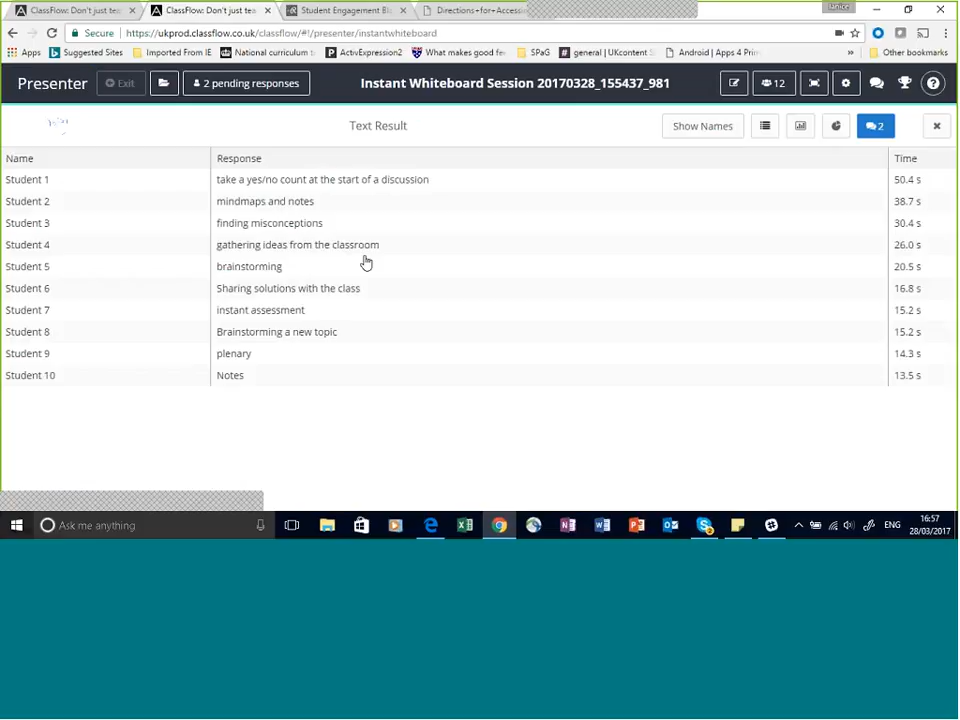 ClassFlow: Don't just tea ClassFlow: Don't just tea Student Engagement Blo Directions-for-Accessi janice
Secure https://ukprod.classflow.co.uk/classflow/#!/presenter/instantwhiteboard
Apps Suggested Sites Imported From IE National curriculum t ActivExpression2 What makes good fee SPaG general | UKcontent S Android | Apps 4 Prim » Other bookmarks
Presenter Exit 2 pending responses Instant Whiteboard Session 20170328_155437_981 12
Text Result Show Names 2
Name Response Time
Student 1 take a yes/no count at the start of a discussion 50.4 s
Student 2 mindmaps and notes 38.7 s
Student 3 finding misconceptions 30.4 s
Student 4 gathering ideas from the classroom 26.0 s
Student 5 brainstorming 20.5 s
Student 6 Sharing solutions with the class 16.8 s
Student 7 instant assessment 15.2 s
Student 8 Brainstorming a new topic 15.2 s
Student 9 plenary 14.3 s
Student 10 Notes 13.5 s
Ask me anything ENG 16:57
28/03/2017